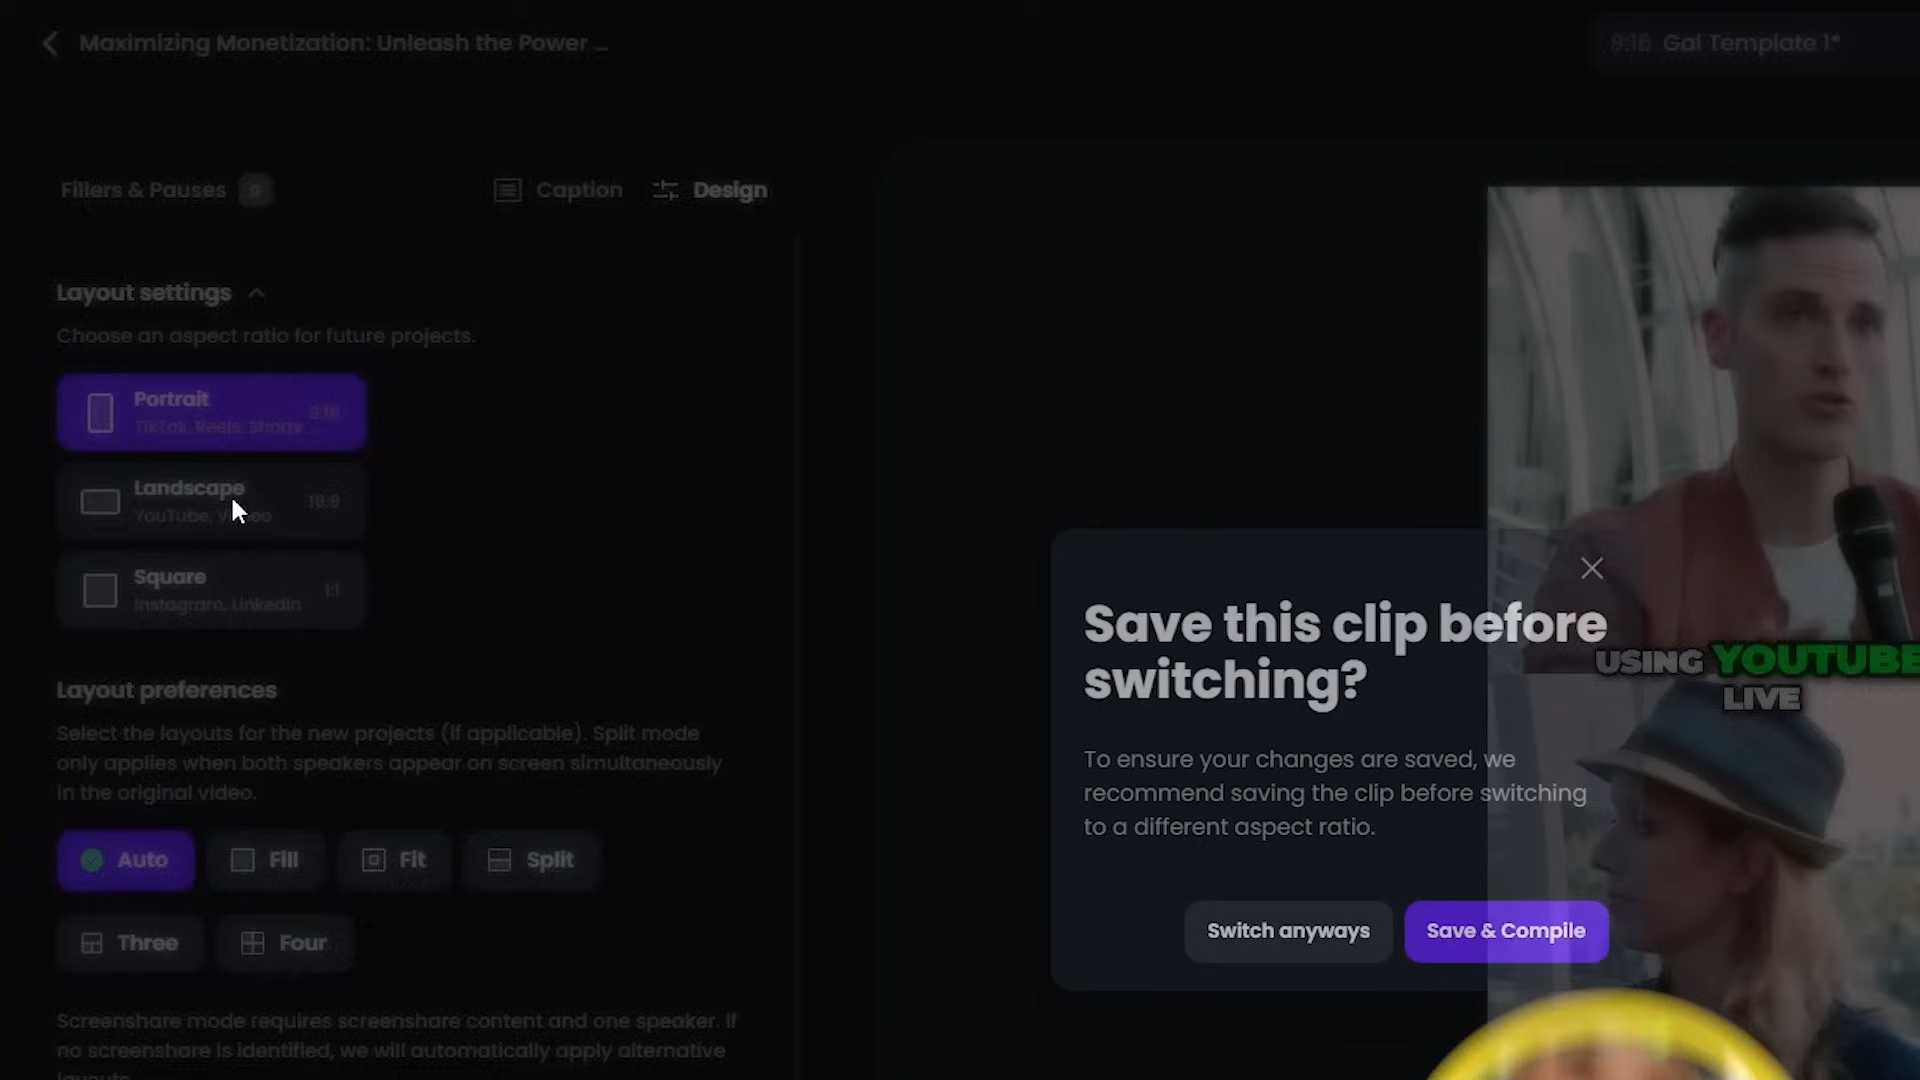 Maximizing Monetization: Unleash the Power ...
9:16 Gal Template 1*
Fillers & Pauses
Caption
Design
Layout settings
Choose an aspect ratio for future projects.
Portrait
TikTok, Reels, Shorts
9:16
Landscape
YouTube,
16:9
Square
Instagram, LinkedIn
1:1
Layout preferences
Select the layouts for the new projects (if applicable). Split mode
only applies when both speakers appear on screen simultaneously
in the original video.
Auto
Fill
Fit
Split
Three
Four
Screenshare mode requires screenshare content and one speaker. If
no screenshare is identified, we will automatically apply alternative
layouts.
Save this clip before
switching?
To ensure your changes are saved, we
recommend saving the clip before switching
to a different aspect ratio.
Switch anyways
Save & Compile
USING YOUTUBE
LIVE